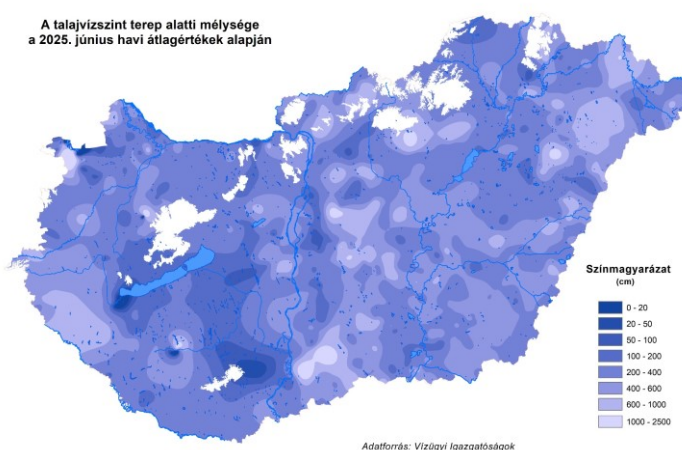 A talajvízszint terep alatti mélysége
a 2025. június havi átlagértékek alapján
Színmagyarázat
(cm)
0 - 20
20 - 50
50 - 100
100 - 200
200 - 400
400 - 600
600 - 1000
1000 - 2500
Adatforrás: Vízügyi Igazgatóságok